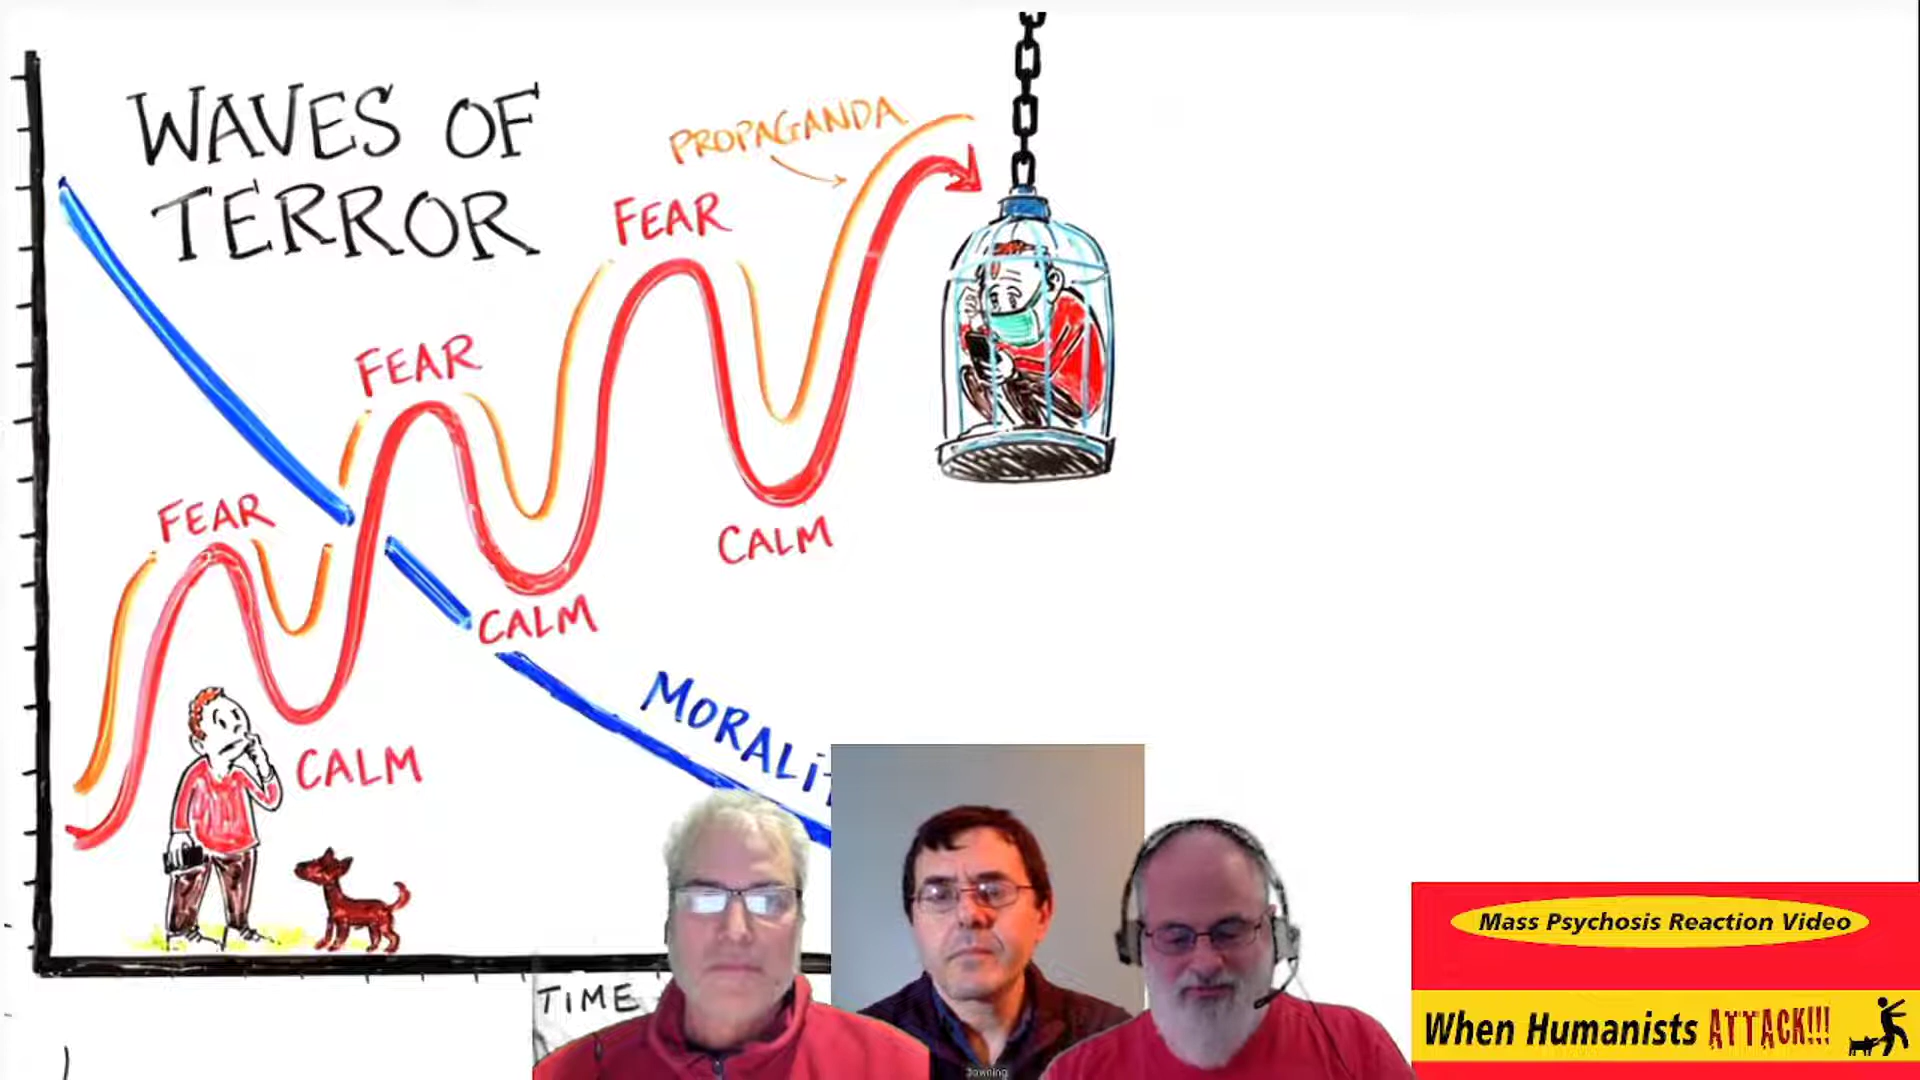 WAVES OF
TERROR
PROPAGANDA
FEAR
FEAR
FEAR
CALM
CALM
CALM
MORALI
TIME
Mass Psychosis Reaction Video
When Humanists ATTACK!!!